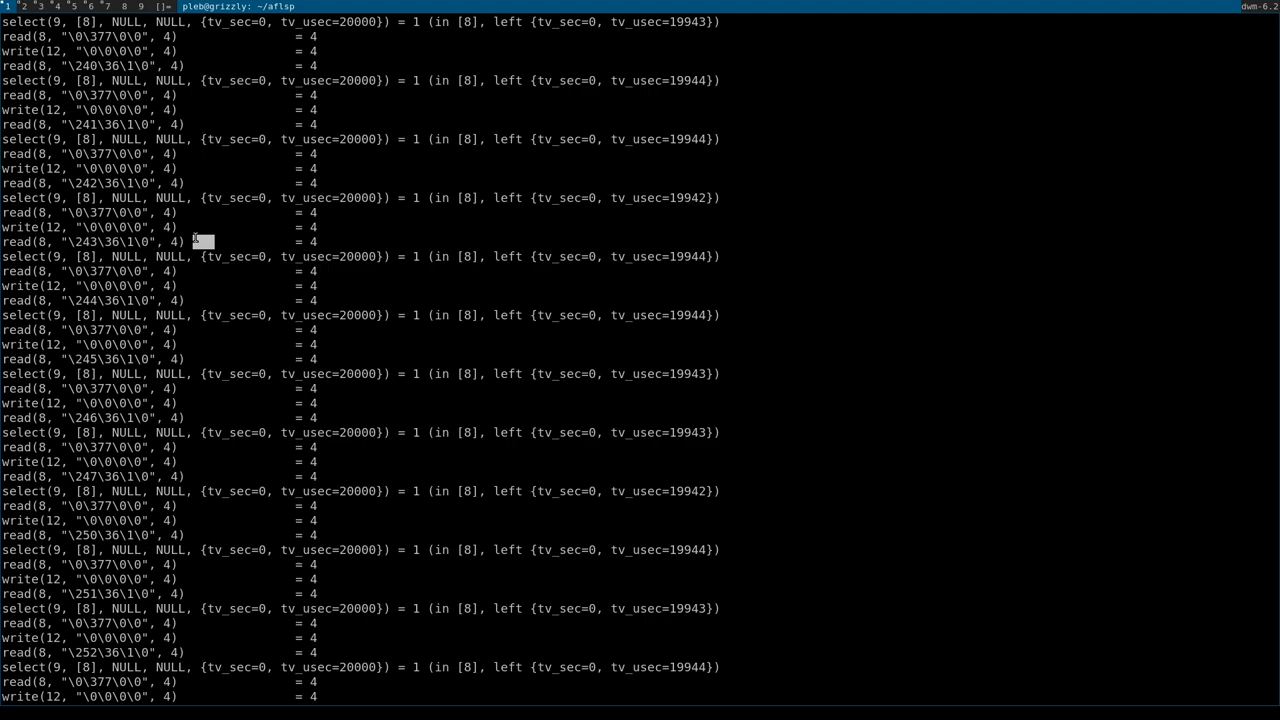 1 2 3 4 5 6 7 8 9 []= pleb@grizzly: ~/aflsp dwm-6.2
select(9, [8], NULL, NULL, {tv_sec=0, tv_usec=20000}) = 1 (in [8], left {tv_sec=0, tv_usec=19943})
read(8, "\0\377\0\0", 4) = 4
write(12, "\0\0\0\0", 4) = 4
read(8, "\240\36\1\0", 4) = 4
select(9, [8], NULL, NULL, {tv_sec=0, tv_usec=20000}) = 1 (in [8], left {tv_sec=0, tv_usec=19944})
read(8, "\0\377\0\0", 4) = 4
write(12, "\0\0\0\0", 4) = 4
read(8, "\241\36\1\0", 4) = 4
select(9, [8], NULL, NULL, {tv_sec=0, tv_usec=20000}) = 1 (in [8], left {tv_sec=0, tv_usec=19944})
read(8, "\0\377\0\0", 4) = 4
write(12, "\0\0\0\0", 4) = 4
read(8, "\242\36\1\0", 4) = 4
select(9, [8], NULL, NULL, {tv_sec=0, tv_usec=20000}) = 1 (in [8], left {tv_sec=0, tv_usec=19942})
read(8, "\0\377\0\0", 4) = 4
write(12, "\0\0\0\0", 4) = 4
read(8, "\243\36\1\0", 4) = 4
select(9, [8], NULL, NULL, {tv_sec=0, tv_usec=20000}) = 1 (in [8], left {tv_sec=0, tv_usec=19944})
read(8, "\0\377\0\0", 4) = 4
write(12, "\0\0\0\0", 4) = 4
read(8, "\244\36\1\0", 4) = 4
select(9, [8], NULL, NULL, {tv_sec=0, tv_usec=20000}) = 1 (in [8], left {tv_sec=0, tv_usec=19944})
read(8, "\0\377\0\0", 4) = 4
write(12, "\0\0\0\0", 4) = 4
read(8, "\245\36\1\0", 4) = 4
select(9, [8], NULL, NULL, {tv_sec=0, tv_usec=20000}) = 1 (in [8], left {tv_sec=0, tv_usec=19943})
read(8, "\0\377\0\0", 4) = 4
write(12, "\0\0\0\0", 4) = 4
read(8, "\246\36\1\0", 4) = 4
select(9, [8], NULL, NULL, {tv_sec=0, tv_usec=20000}) = 1 (in [8], left {tv_sec=0, tv_usec=19943})
read(8, "\0\377\0\0", 4) = 4
write(12, "\0\0\0\0", 4) = 4
read(8, "\247\36\1\0", 4) = 4
select(9, [8], NULL, NULL, {tv_sec=0, tv_usec=20000}) = 1 (in [8], left {tv_sec=0, tv_usec=19942})
read(8, "\0\377\0\0", 4) = 4
write(12, "\0\0\0\0", 4) = 4
read(8, "\250\36\1\0", 4) = 4
select(9, [8], NULL, NULL, {tv_sec=0, tv_usec=20000}) = 1 (in [8], left {tv_sec=0, tv_usec=19944})
read(8, "\0\377\0\0", 4) = 4
write(12, "\0\0\0\0", 4) = 4
read(8, "\251\36\1\0", 4) = 4
select(9, [8], NULL, NULL, {tv_sec=0, tv_usec=20000}) = 1 (in [8], left {tv_sec=0, tv_usec=19943})
read(8, "\0\377\0\0", 4) = 4
write(12, "\0\0\0\0", 4) = 4
read(8, "\252\36\1\0", 4) = 4
select(9, [8], NULL, NULL, {tv_sec=0, tv_usec=20000}) = 1 (in [8], left {tv_sec=0, tv_usec=19944})
read(8, "\0\377\0\0", 4) = 4
write(12, "\0\0\0\0", 4) = 4